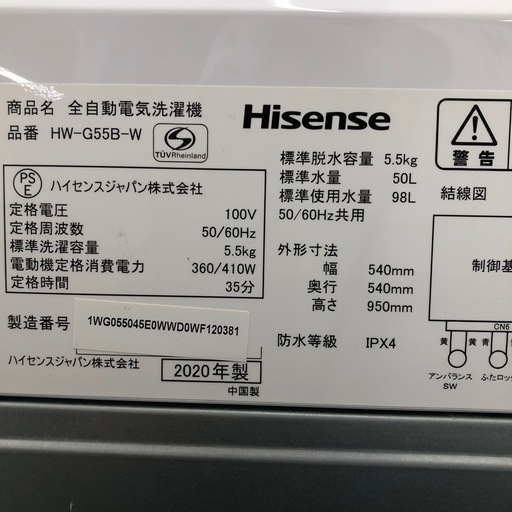 商品名 全自動電気洗濯機
品番 HW-G55B-W
TÜVRheinland
Hisense
警告
PS
E
ハイセンスジャパン株式会社
定格電圧 100V
定格周波数 50/60Hz
標準洗濯容量 5.5kg
電動機定格消費電力 360/410W
定格時間 35分
標準脱水容量 5.5kg
標準水量 50L
標準使用水量 98L
50/60Hz共用
外形寸法
幅 540mm
奥行 540mm
高さ 950mm
防水等級 IPX4
製造番号 1WG055045E0WWD0WF120381
ハイセンスジャパン株式会社 2020年製
中国製
結線図
制御基
CN6
黄 黄 青 黄
アンバランス
SW
ふたロッ